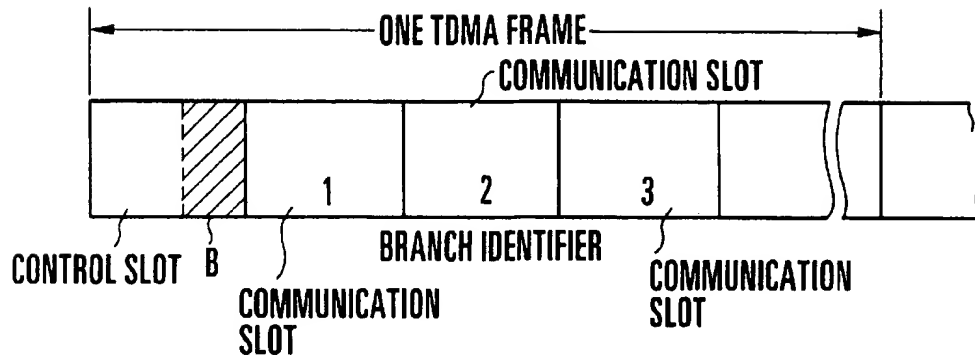 ONE TDMA FRAME
COMMUNICATION SLOT
1
2
3
CONTROL SLOT
B
BRANCH IDENTIFIER
COMMUNICATION
SLOT
COMMUNICATION
SLOT